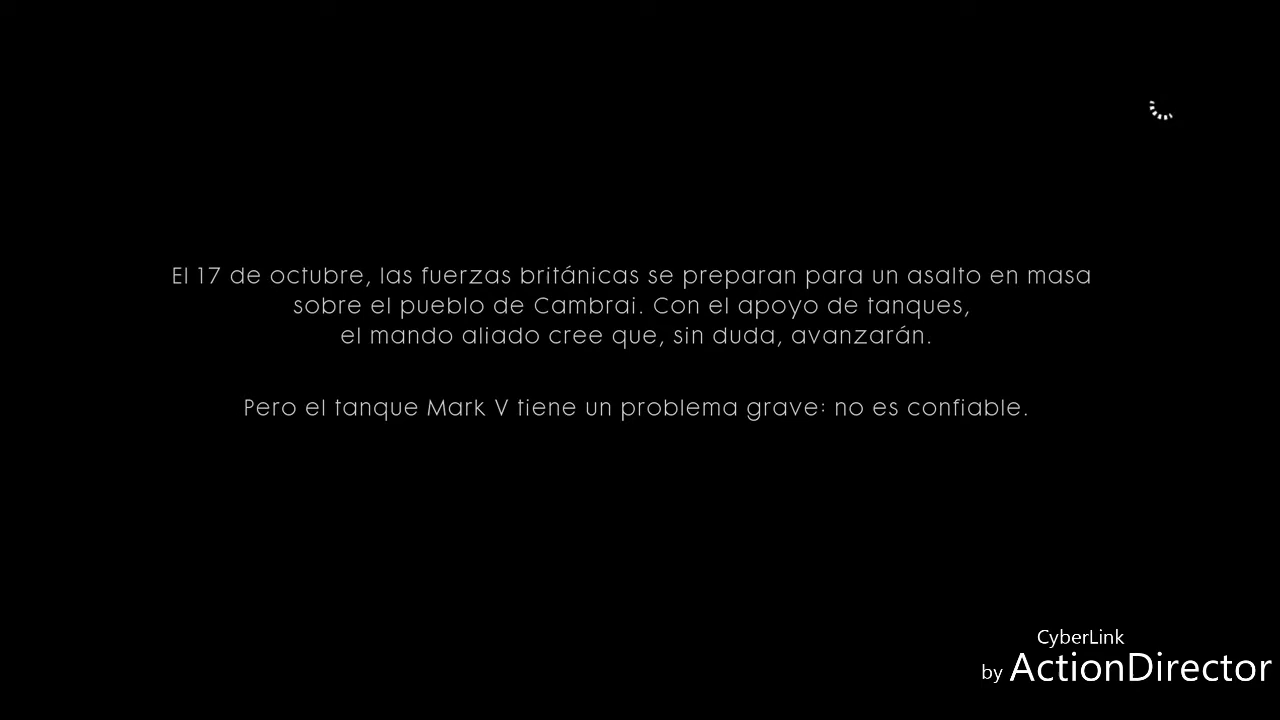 El 17 de octubre, las fuerzas británicas se preparan para un asalto en masa
sobre el pueblo de Cambrai. Con el apoyo de tanques,
el mando aliado cree que, sin duda, avanzarán.
Pero el tanque Mark V tiene un problema grave: no es confiable.
CyberLink
by ActionDirector